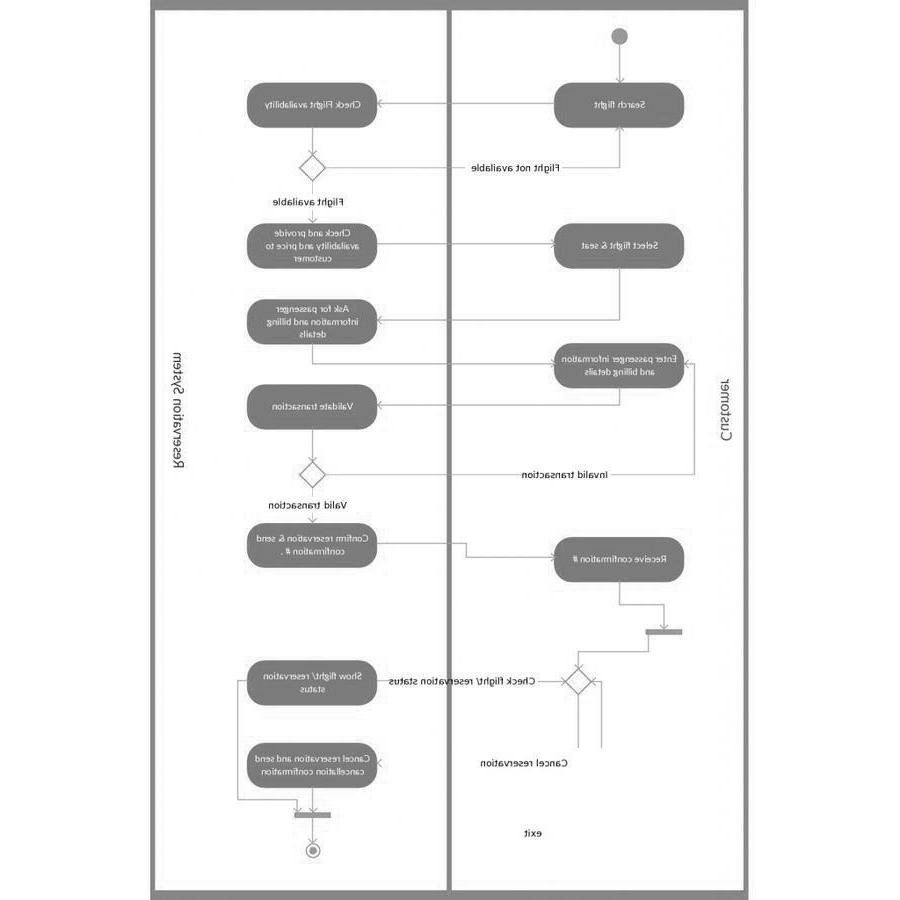 Search flight
Check Flight availability
Flight not available
Flight available
Check and provide
availability and price to
customer
Select flight & seat
Ask for passenger
information and billing
details
Enter passenger information
and billing details
Validate transaction
Reservation System
Customer
Invalid transaction
Valid transaction
Confirm reservation & send
confirmation # .
Receive confirmation #
Show flight/ reservation
status
Check flight/ reservation status
Cancel reservation and send
cancellation confirmation
Cancel reservation
exit